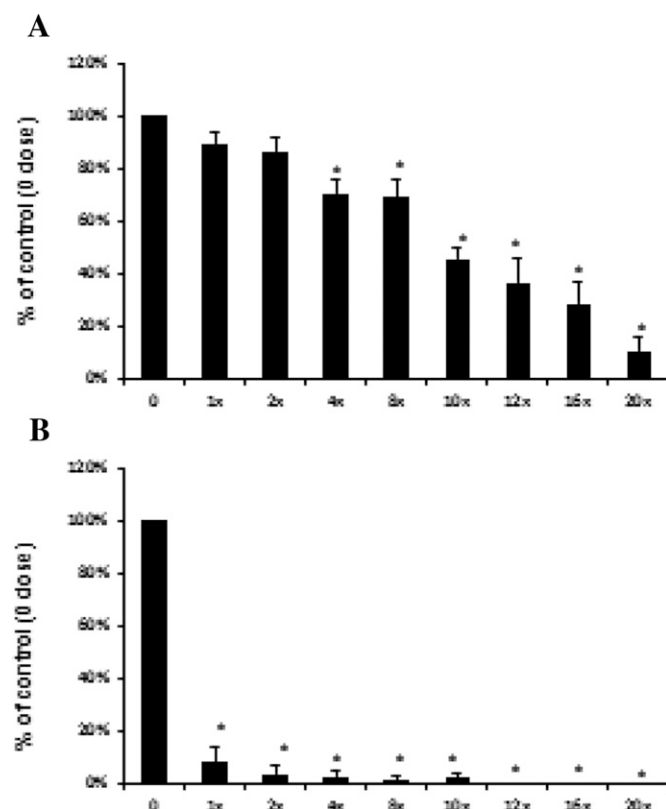 A
120%
100%
80%
60%
40%
20%
0%
% of control (0 dose)
* * * * * *
0 1x 2x 4x 8x 10x 12x 16x 20x
B
120%
100%
80%
60%
40%
20%
0%
% of control (0 dose)
* * * * * * * *
0 1x 2x 4x 8x 10x 12x 16x 20x